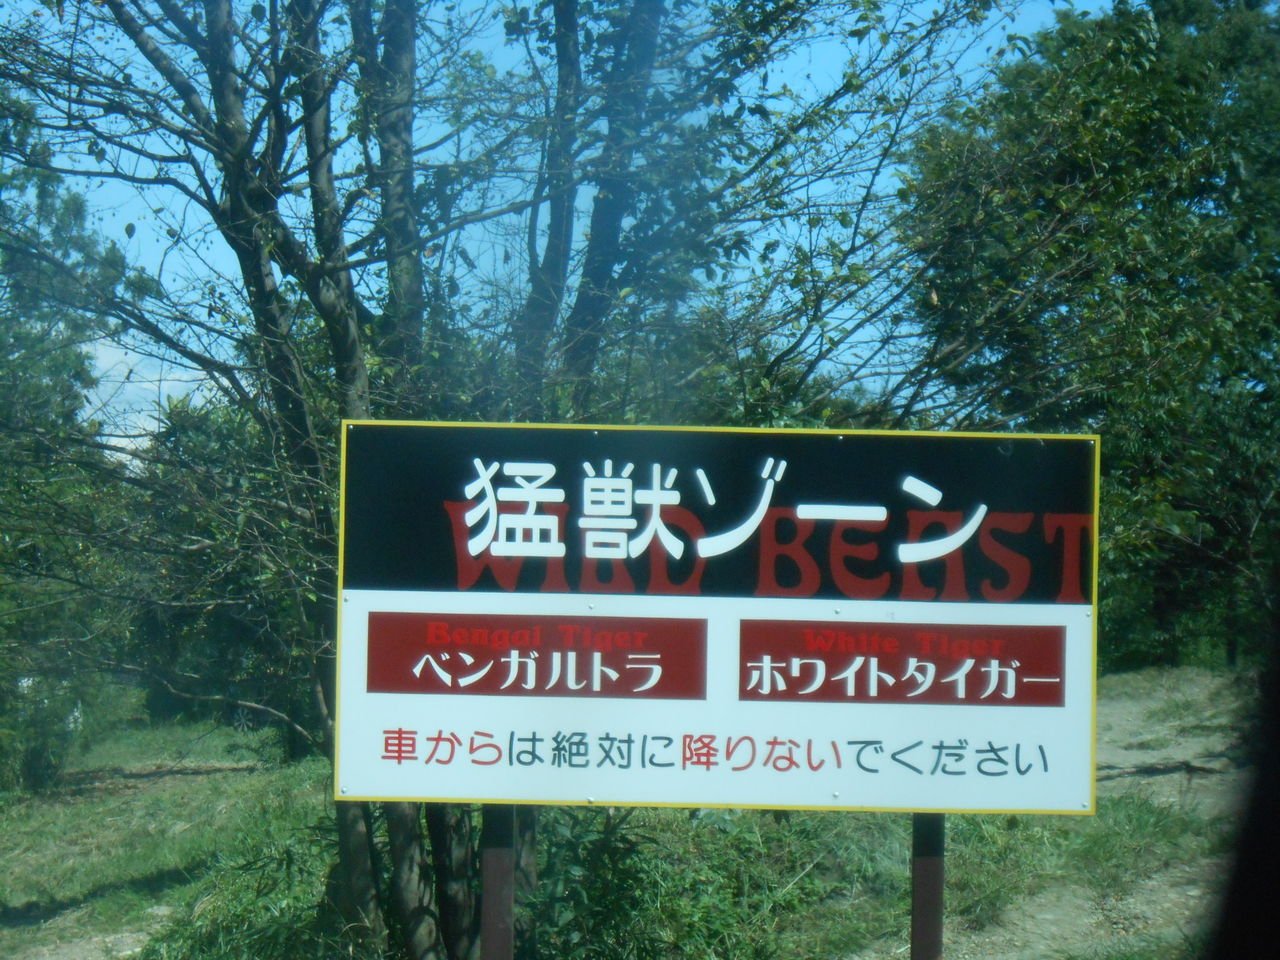 猛獣ゾーン
WILD BEAST
Bengal Tiger
ベンガルトラ
White Tiger
ホワイトタイガー
車からは絶対に降りないでください